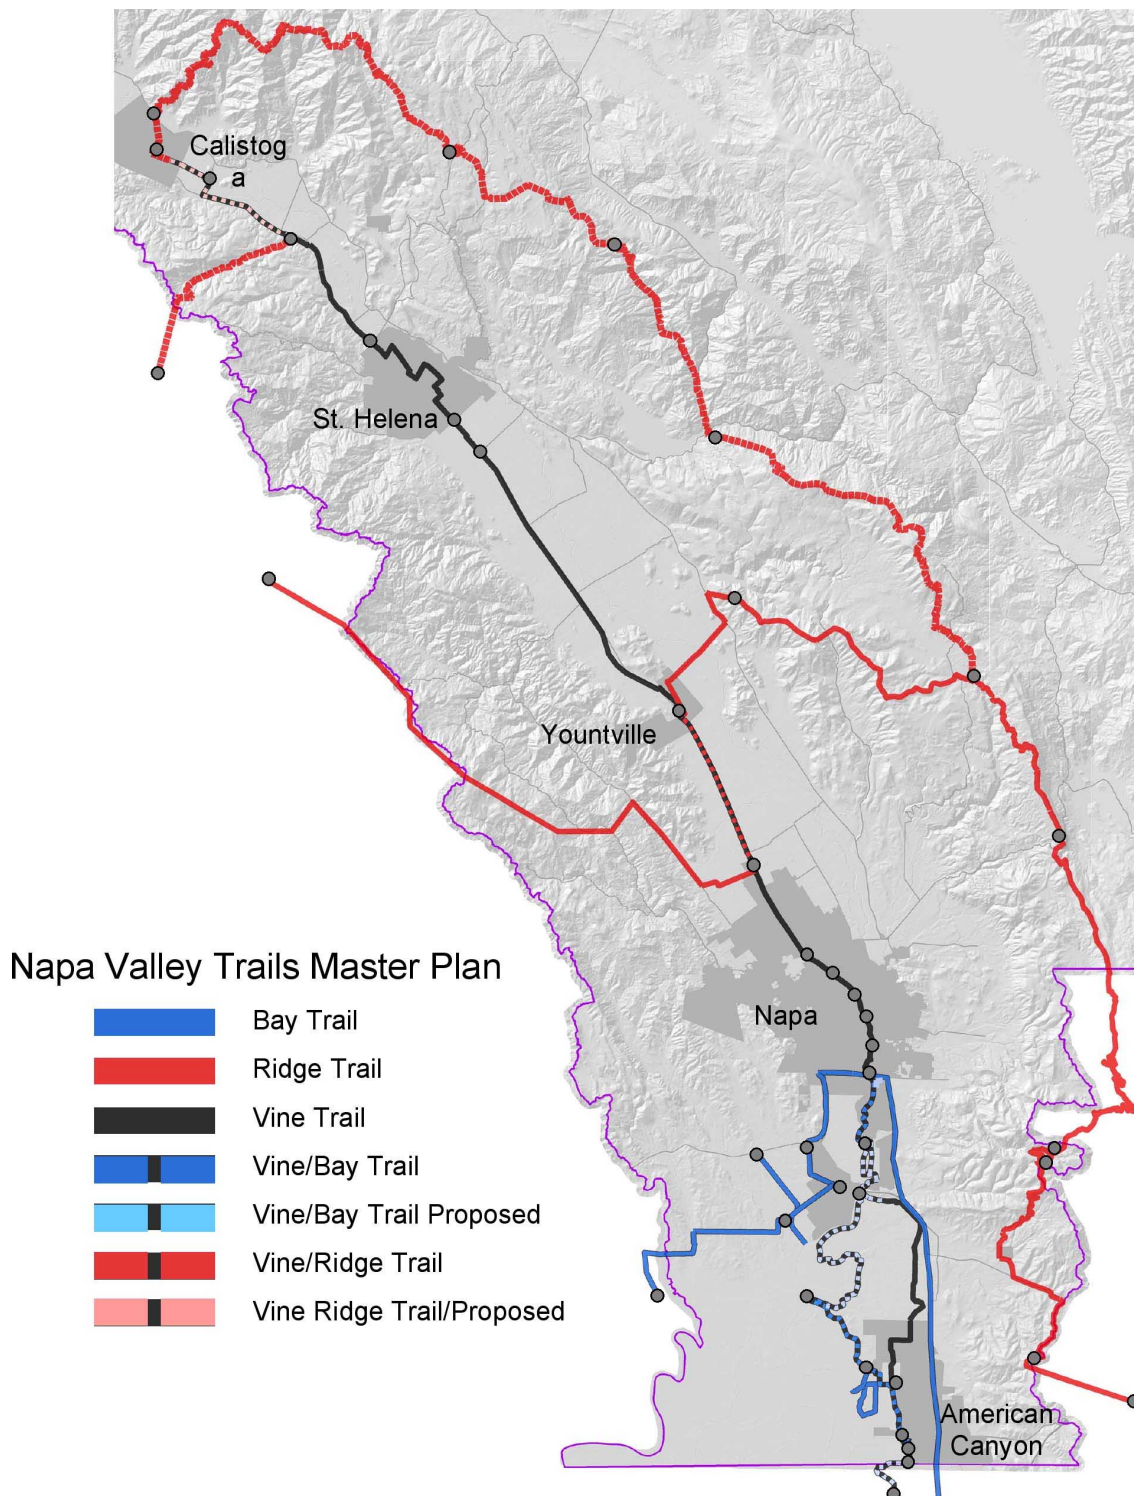 Calistog
a
St. Helena
Yountville
Napa
American
Canyon
Napa Valley Trails Master Plan
Bay Trail
Ridge Trail
Vine Trail
Vine/Bay Trail
Vine/Bay Trail Proposed
Vine/Ridge Trail
Vine Ridge Trail/Proposed